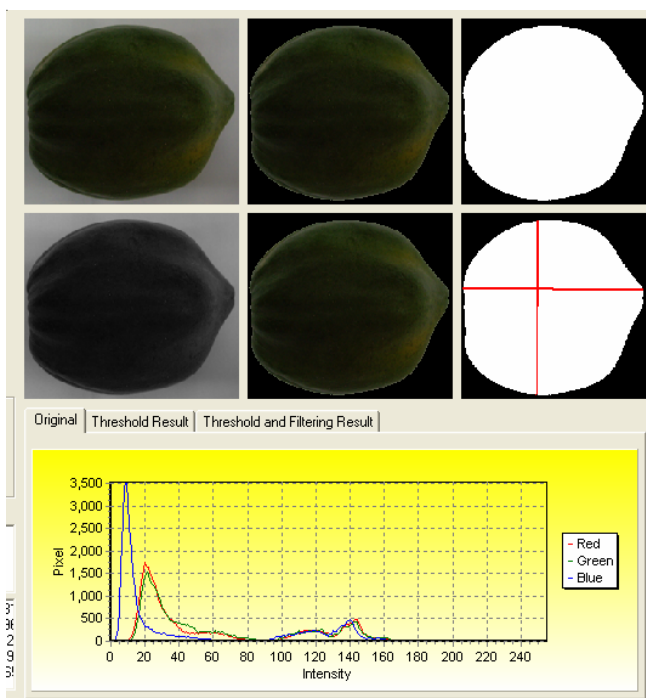 Original Threshold Result Threshold and Filtering Result
3,500
3,000
2,500
2,000
1,500
1,000
500
0
Pixel
0 20 40 60 80 100 120 140 160 180 200 220 240
Intensity
Red
Green
Blue